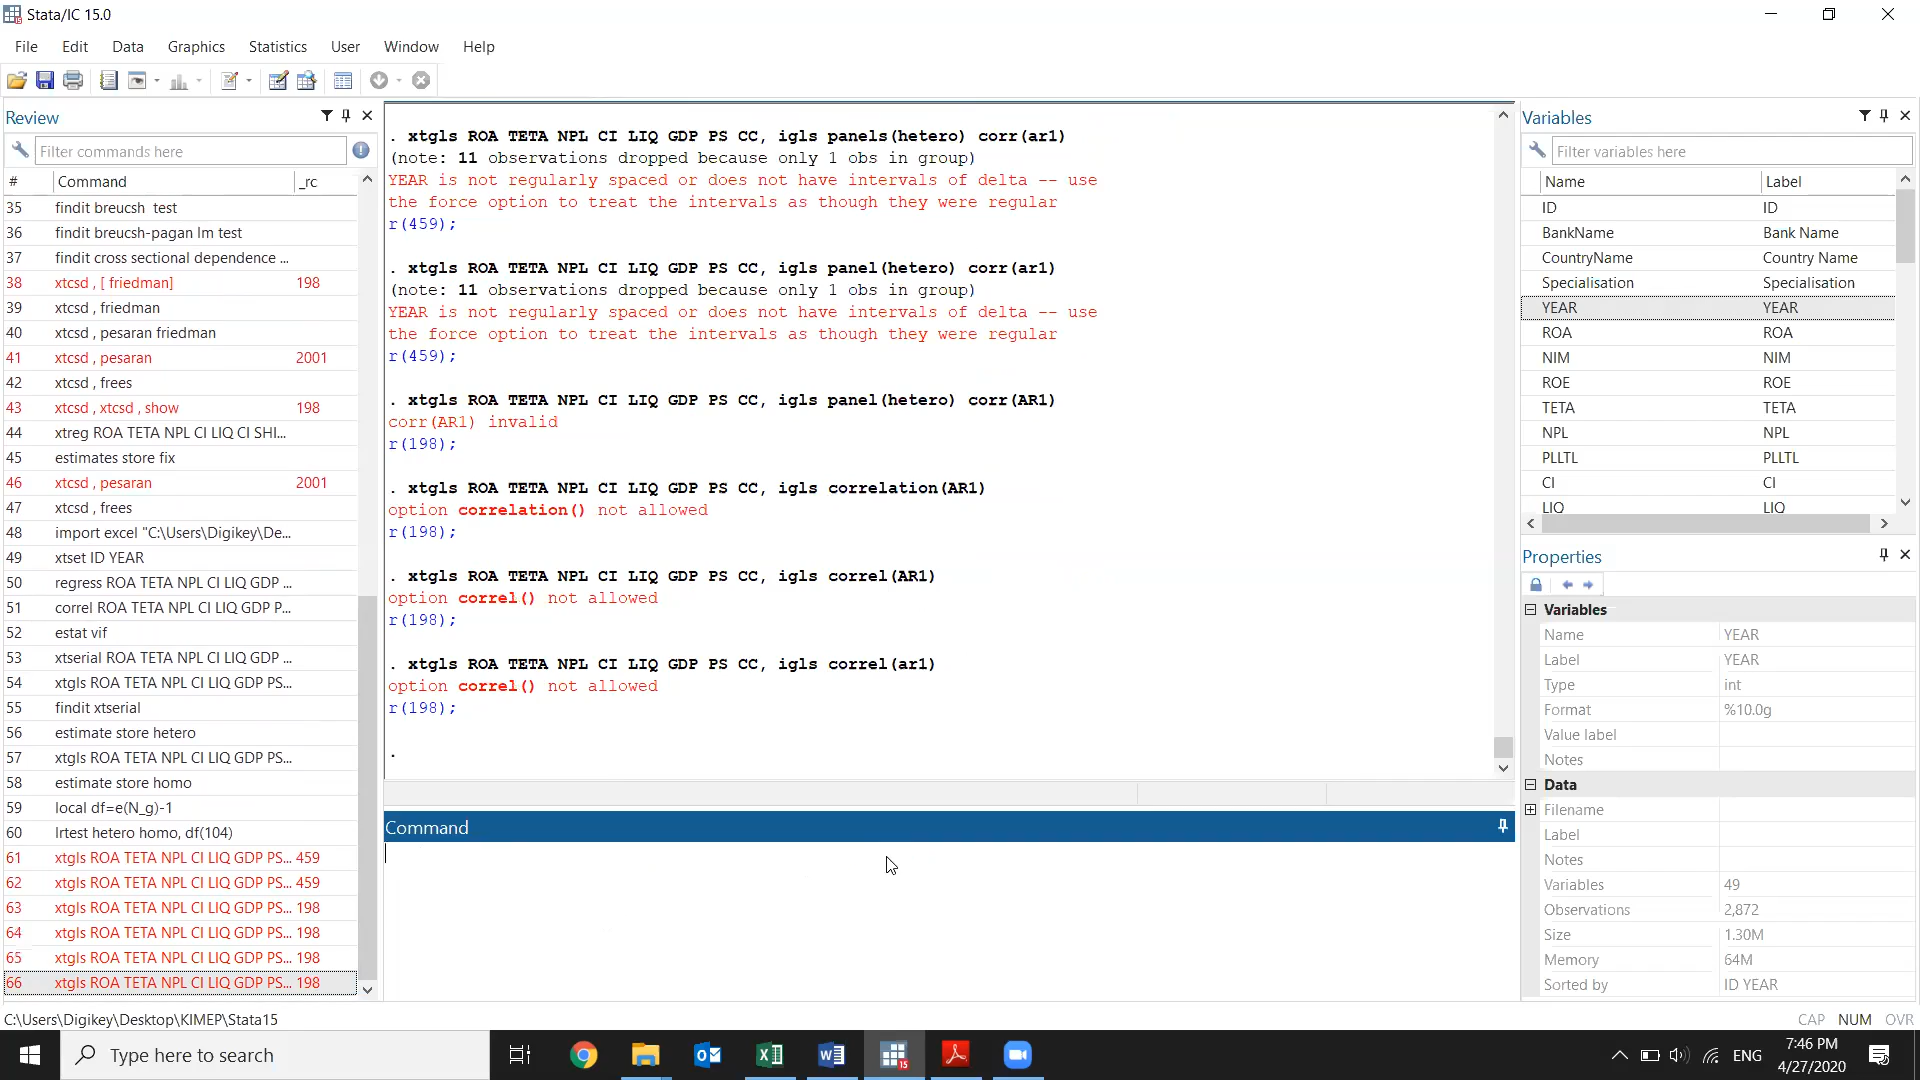 Stata/IC 15.0
File Edit Data Graphics Statistics User Window Help
Review
Filter commands here
# Command _rc
35 findit breucsh test
36 findit breucsh-pagan lm test
37 findit cross sectional dependence ...
38 xtcsd , [ friedman] 198
39 xtcsd , friedman
40 xtcsd , pesaran friedman
41 xtcsd , pesaran 2001
42 xtcsd , frees
43 xtcsd , xtcsd , show 198
44 xtreg ROA TETA NPL CI LIQ CI SHI...
45 estimates store fix
46 xtcsd , pesaran 2001
47 xtcsd , frees
48 import excel "C:\Users\Digikey\De...
49 xtset ID YEAR
50 regress ROA TETA NPL CI LIQ GDP ...
51 correl ROA TETA NPL CI LIQ GDP P...
52 estat vif
53 xtserial ROA TETA NPL CI LIQ GDP ...
54 xtgls ROA TETA NPL CI LIQ GDP PS...
55 findit xtserial
56 estimate store hetero
57 xtgls ROA TETA NPL CI LIQ GDP PS...
58 estimate store homo
59 local df=e(N_g)-1
60 lrtest hetero homo, df(104)
61 xtgls ROA TETA NPL CI LIQ GDP PS... 459
62 xtgls ROA TETA NPL CI LIQ GDP PS... 459
63 xtgls ROA TETA NPL CI LIQ GDP PS... 198
64 xtgls ROA TETA NPL CI LIQ GDP PS... 198
65 xtgls ROA TETA NPL CI LIQ GDP PS... 198
66 xtgls ROA TETA NPL CI LIQ GDP PS... 198
. xtgls ROA TETA NPL CI LIQ GDP PS CC, igls panels(hetero) corr(ar1)
(note: 11 observations dropped because only 1 obs in group)
YEAR is not regularly spaced or does not have intervals of delta -- use
the force option to treat the intervals as though they were regular
r(459);
. xtgls ROA TETA NPL CI LIQ GDP PS CC, igls panel(hetero) corr(ar1)
(note: 11 observations dropped because only 1 obs in group)
YEAR is not regularly spaced or does not have intervals of delta -- use
the force option to treat the intervals as though they were regular
r(459);
. xtgls ROA TETA NPL CI LIQ GDP PS CC, igls panel(hetero) corr(AR1)
corr(AR1) invalid
r(198);
. xtgls ROA TETA NPL CI LIQ GDP PS CC, igls correlation(AR1)
option correlation() not allowed
r(198);
. xtgls ROA TETA NPL CI LIQ GDP PS CC, igls correl(AR1)
option correl() not allowed
r(198);
. xtgls ROA TETA NPL CI LIQ GDP PS CC, igls correl(ar1)
option correl() not allowed
r(198);
.
Command
Variables
Filter variables here
Name Label
ID ID
BankName Bank Name
CountryName Country Name
Specialisation Specialisation
YEAR YEAR
ROA ROA
NIM NIM
ROE ROE
TETA TETA
NPL NPL
PLLTL PLLTL
CI CI
LIQ LIQ
Properties
Variables
Name YEAR
Label YEAR
Type int
Format %10.0g
Value label
Notes
Data
Filename
Label
Notes
Variables 49
Observations 2,872
Size 1.30M
Memory 64M
Sorted by ID YEAR
C:\Users\Digikey\Desktop\KIMEP\Stata15
CAP NUM OVR
Type here to search
ENG
7:46 PM
4/27/2020